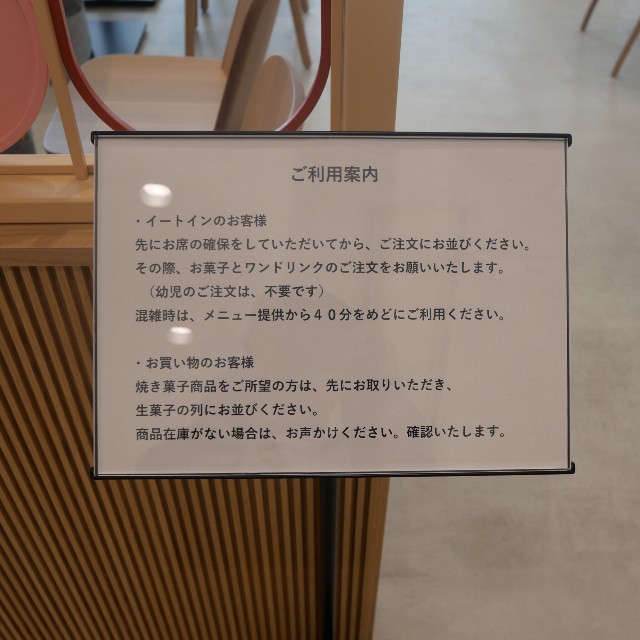 ご利用案内
・イートインのお客様
先にお席の確保をしていただいてから、ご注文にお並びください。
その際、お菓子とワンドリンクのご注文をお願いいたします。
（幼児のご注文は、不要です）
混雑時は、メニュー提供から４０分をめどにご利用ください。
・お買い物のお客様
焼き菓子商品をご所望の方は、先にお取りいただき、
生菓子の列にお並びください。
商品在庫がない場合は、お声かけください。確認いたします。